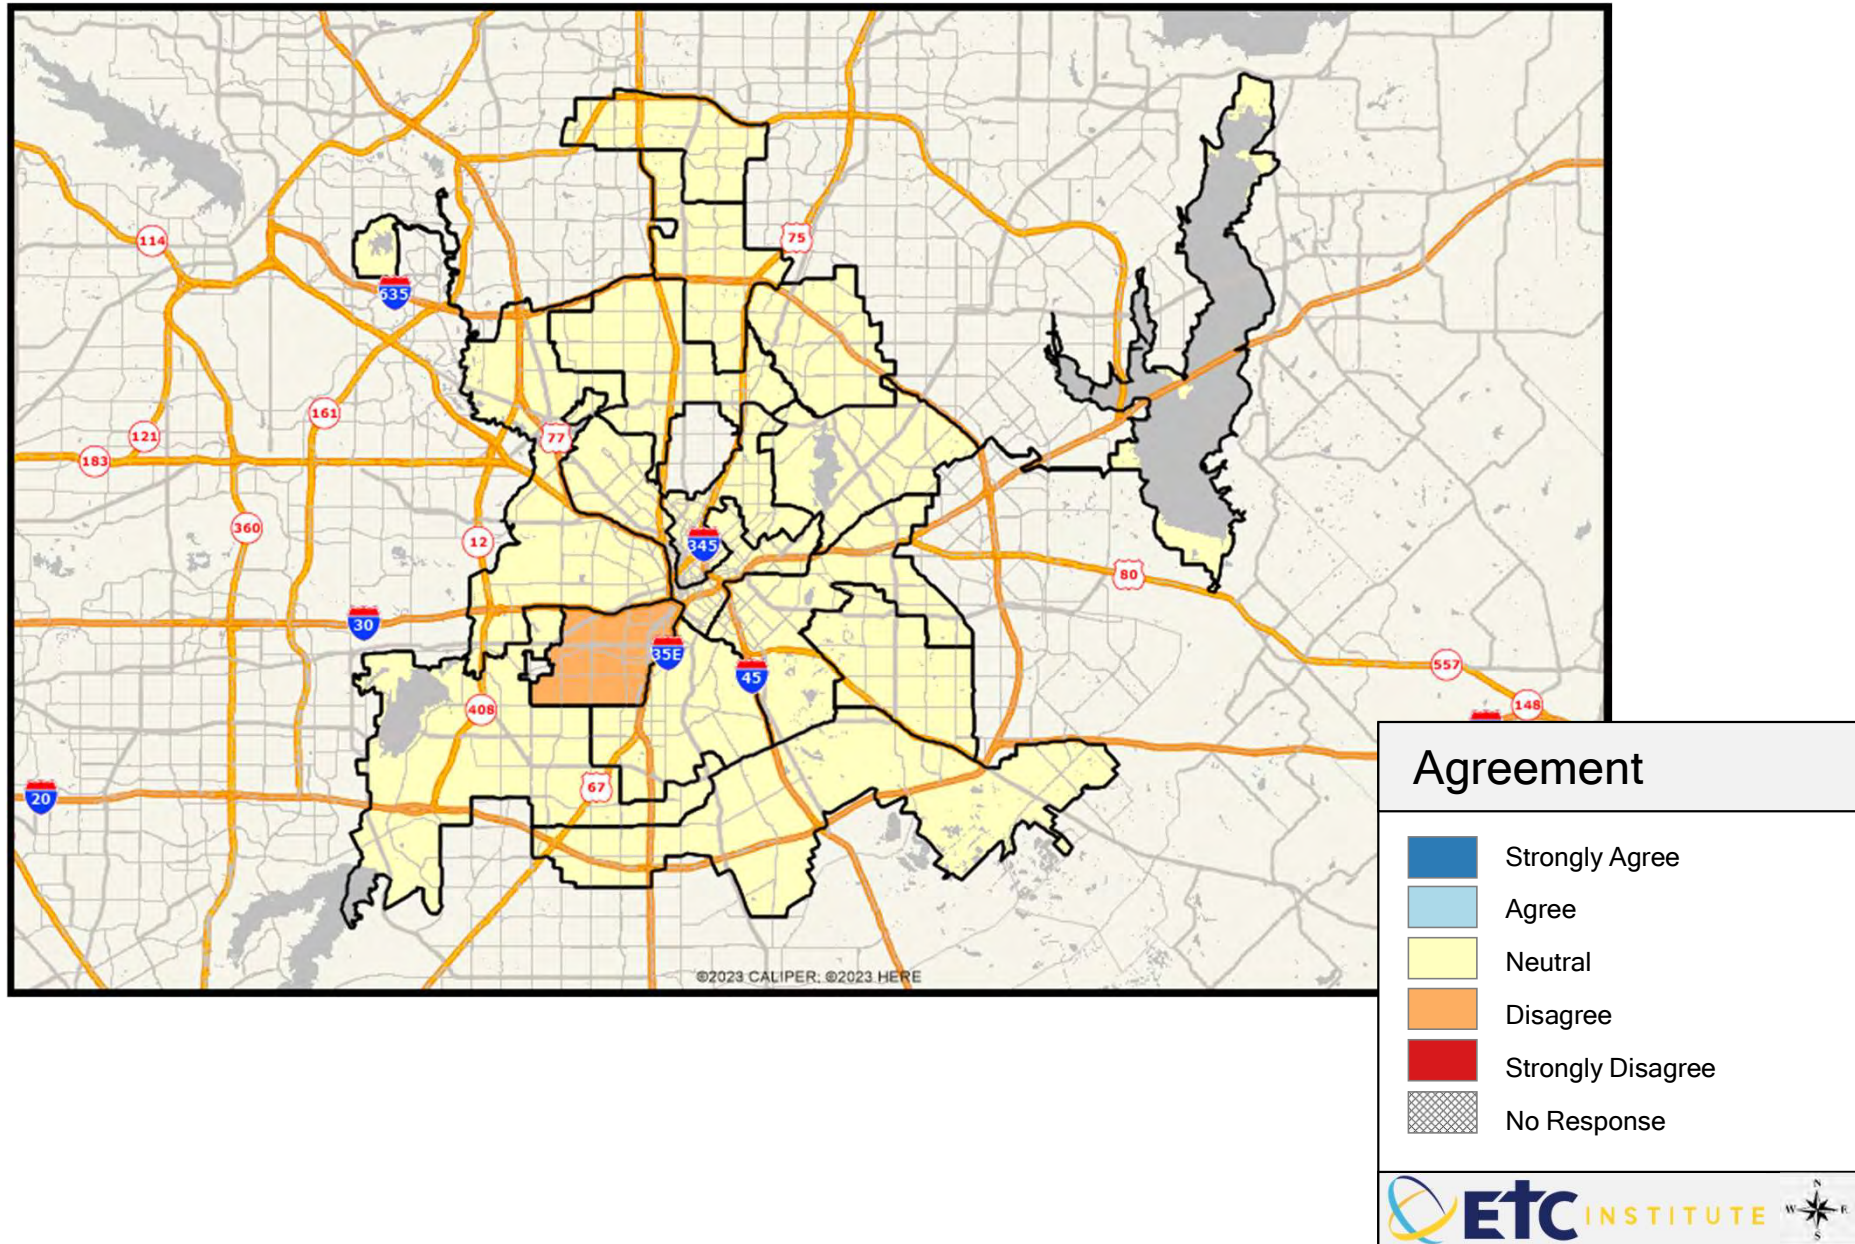 114
75
635
161
121
77
183
360
12
345
80
30
35E
45
557
408
148
67
20
©2023 CALIPER; ©2023 HERE
Agreement
Strongly Agree
Agree
Neutral
Disagree
Strongly Disagree
No Response
ETC INSTITUTE
N
W E
S